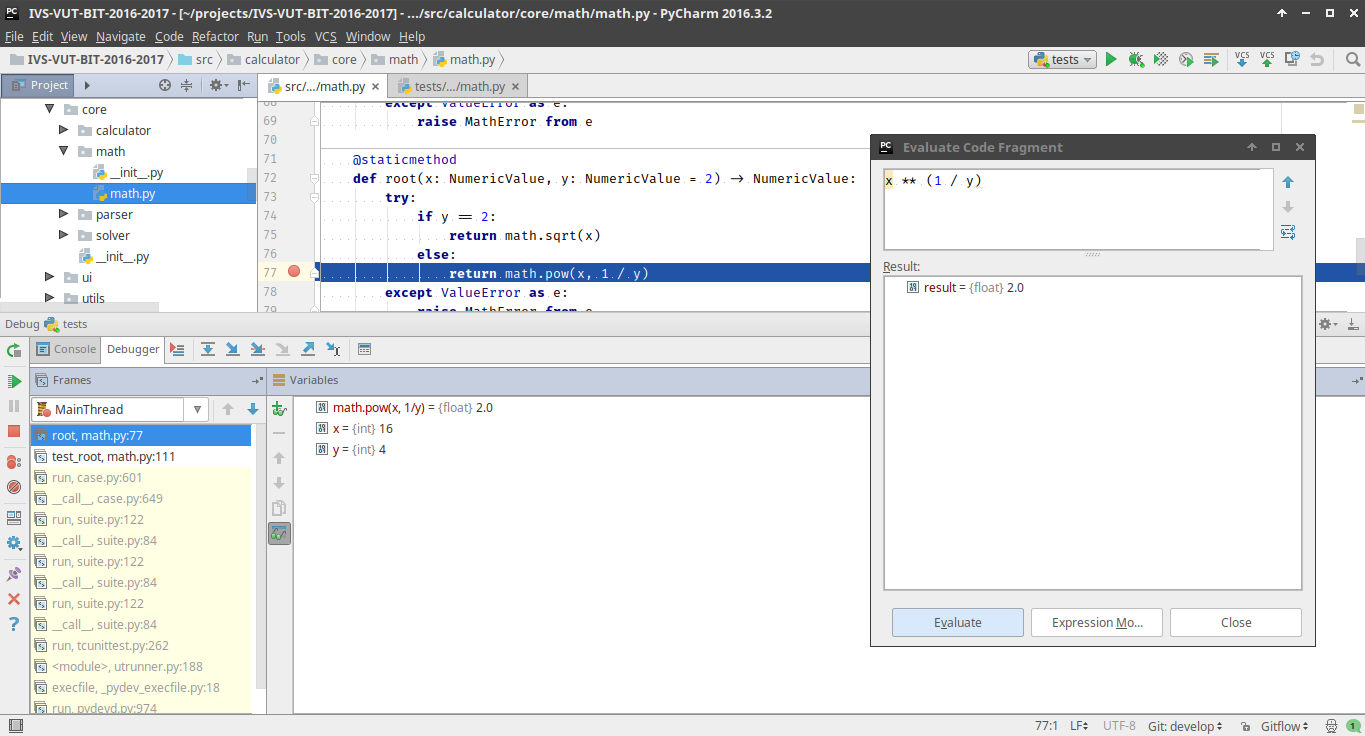 IVS-VUT-BIT-2016-2017 - [~/projects/IVS-VUT-BIT-2016-2017] - .../src/calculator/core/math/math.py - PyCharm 2016.3.2
File Edit View Navigate Code Refactor Run Tools VCS Window Help
IVS-VUT-BIT-2016-2017 src calculator core math math.py tests VCS VCS
Project src/.../math.py tests/.../math.py
core
calculator
math
__init__.py
math.py
parser
solver
__init__.py
ui
utils
68 except ValueError as e:
69 raise MathError from e
70
71 @staticmethod
72 def root(x: NumericValue, y: NumericValue = 2) -> NumericValue:
73 try:
74 if y == 2:
75 return math.sqrt(x)
76 else:
77 return math.pow(x, 1 / y)
78 except ValueError as e:
79 raise MathError from e
Evaluate Code Fragment
x ** (1 / y)
Result:
result = {float} 2.0
Evaluate Expression Mo... Close
Debug tests
Console Debugger
Frames Variables
MainThread
root, math.py:77
test_root, math.py:111
run, case.py:601
__call__, case.py:649
run, suite.py:122
__call__, suite.py:84
run, suite.py:122
__call__, suite.py:84
run, suite.py:122
__call__, suite.py:84
run, tcunittest.py:262
<module>, utrunner.py:188
execfile, _pydev_execfile.py:18
run, pydevd.py:974
math.pow(x, 1/y) = {float} 2.0
x = {int} 16
y = {int} 4
77:1 LF UTF-8 Git: develop Gitflow 1